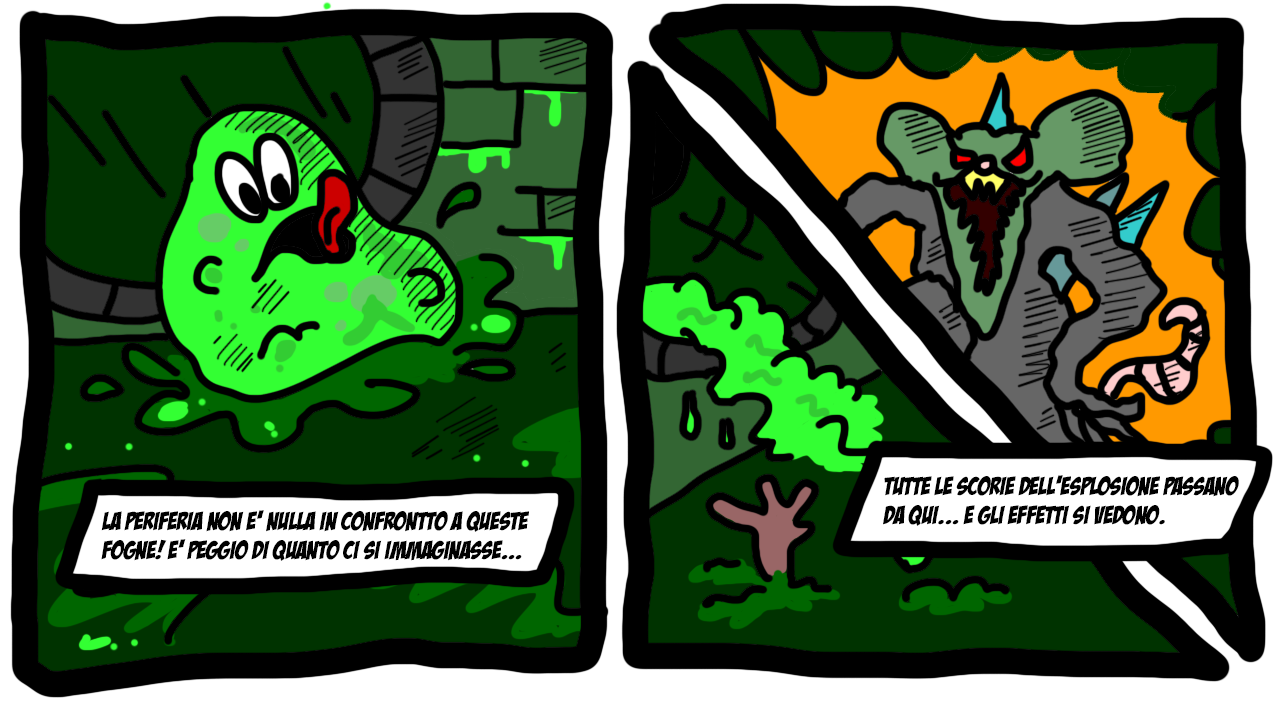 LA PERIFERIA NON E' NULLA IN CONFRONTTO A QUESTE
FOGNE! E' PEGGIO DI QUANTO CI SI IMMAGINASSE...
TUTTE LE SCORIE DELL'ESPLOSIONE PASSANO
DA QUI... E GLI EFFETTI SI VEDONO.